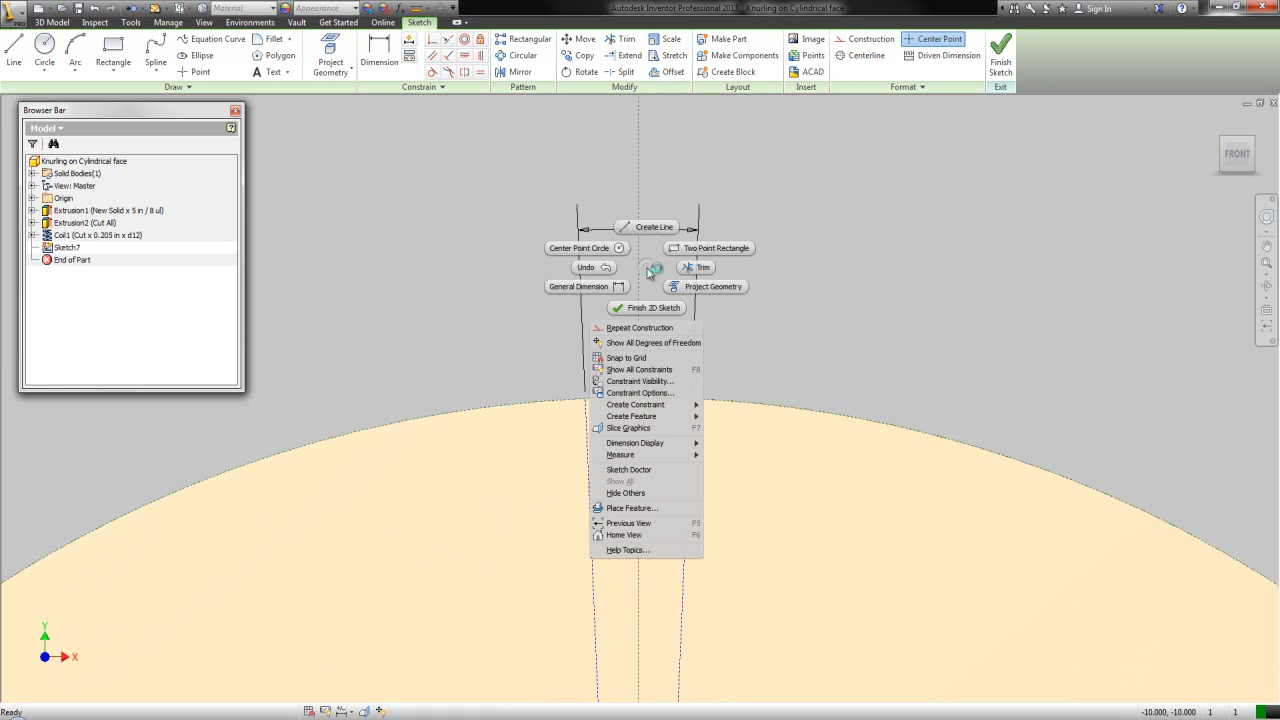 Autodesk Inventor Professional 2013 - Knurling on Cylindrical face
PRO
Material
Appearance
Sign In
3D Model
Inspect
Tools
Manage
View
Environments
Vault
Get Started
Online
Sketch
Line
Circle
Arc
Rectangle
Spline
Equation Curve
Ellipse
Point
Fillet
Polygon
Text
Dimension
Project
Geometry
Rectangular
Circular
Mirror
Move
Copy
Rotate
Trim
Extend
Split
Scale
Stretch
Offset
Make Part
Make Components
Create Block
Image
Points
ACAD
Construction
Centerline
Center Point
Driven Dimension
Finish
Sketch
Draw
Constrain
Pattern
Modify
Layout
Insert
Format
Exit
Browser Bar
Model
Knurling on Cylindrical face
Solid Bodies(1)
View: Master
Origin
Extrusion1 (New Solid x 5 in / 8 ul)
Extrusion2 (Cut All)
Coil1 (Cut x 0.205 in x d12)
Sketch7
End of Part
FRONT
Create Line
Center Point Circle
Two Point Rectangle
Undo
Trim
General Dimension
Project Geometry
Finish 2D Sketch
Repeat Construction
Show All Degrees of Freedom
Snap to Grid
Show All Constraints F8
Constraint Visibility...
Constraint Options...
Create Constraint
Create Feature
Slice Graphics F7
Dimension Display
Measure
Sketch Doctor
Show All
Hide Others
Place Feature...
Previous View F5
Home View F6
Help Topics...
Y
X
Ready
-10.000, -10.000 1 1